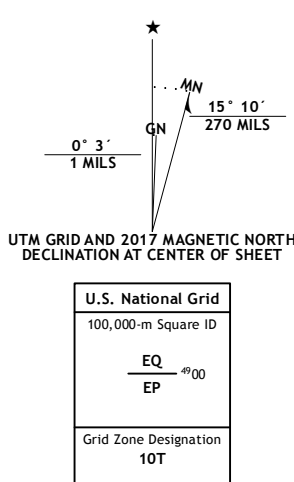 ★
MN
GN
15° 10´
270 MILS
0° 3´
1 MILS
UTM GRID AND 2017 MAGNETIC NORTH
DECLINATION AT CENTER OF SHEET
U.S. National Grid
100,000-m Square ID
EQ
EP
4900
Grid Zone Designation
10T